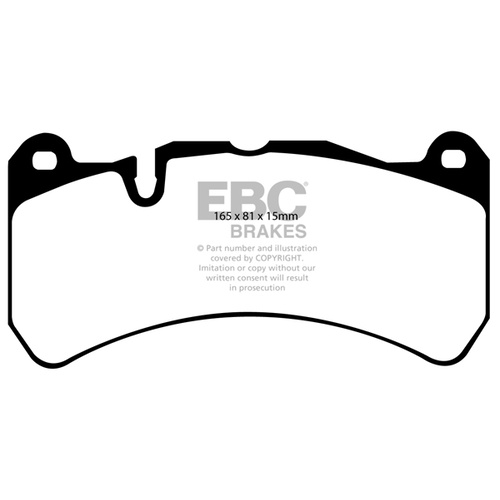 EBC
165 x 81 x 15mm
BRAKES
© Part number and illustration
covered by COPYRIGHT.
Imitation or copy without our
written consent will result
in prosecution